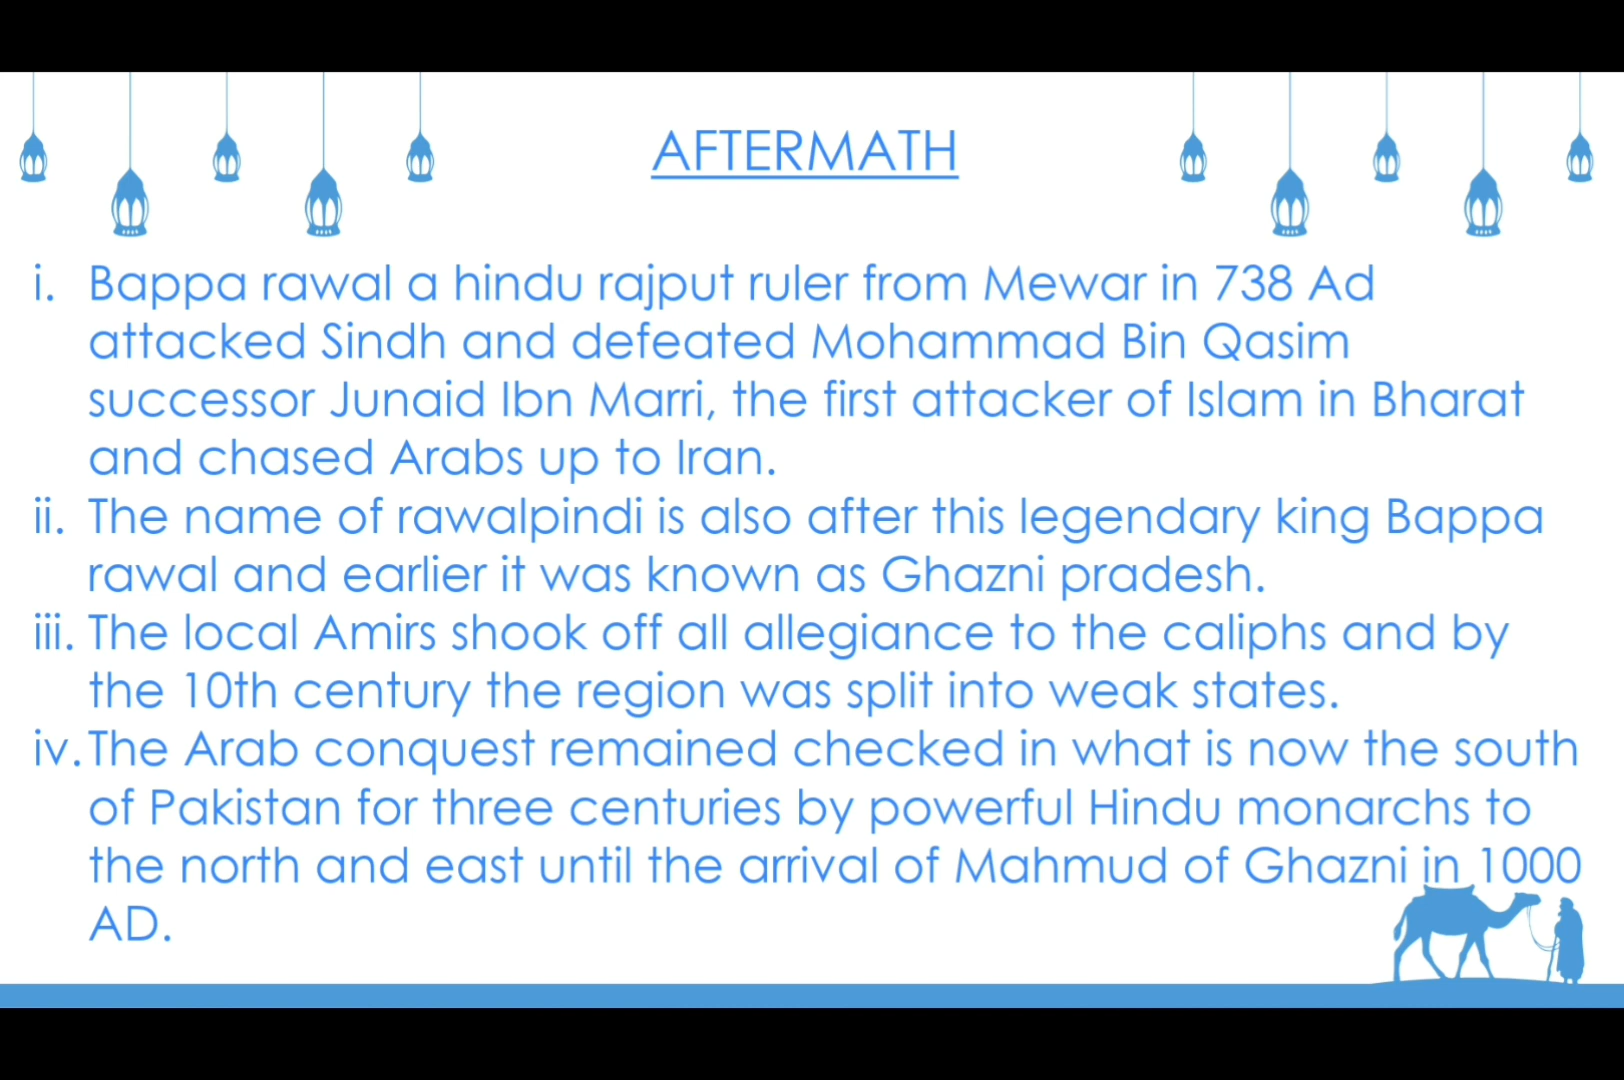 AFTERMATH
i. Bappa rawal a hindu rajput ruler from Mewar in 738 Ad
attacked Sindh and defeated Mohammad Bin Qasim
successor Junaid Ibn Marri, the first attacker of Islam in Bharat
and chased Arabs up to Iran.
ii. The name of rawalpindi is also after this legendary king Bappa
rawal and earlier it was known as Ghazni pradesh.
iii. The local Amirs shook off all allegiance to the caliphs and by
the 10th century the region was split into weak states.
iv. The Arab conquest remained checked in what is now the south
of Pakistan for three centuries by powerful Hindu monarchs to
the north and east until the arrival of Mahmud of Ghazni in 1000
AD.